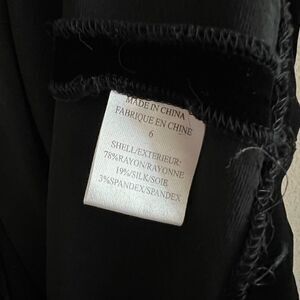 MADE IN CHINA
FABRIQUE EN CHINE
6
SHELL/EXTERIEUR:
78%RAYON/RAYONNE
19%/SILK/SOIE
3%SPANDEX/SPANDEX